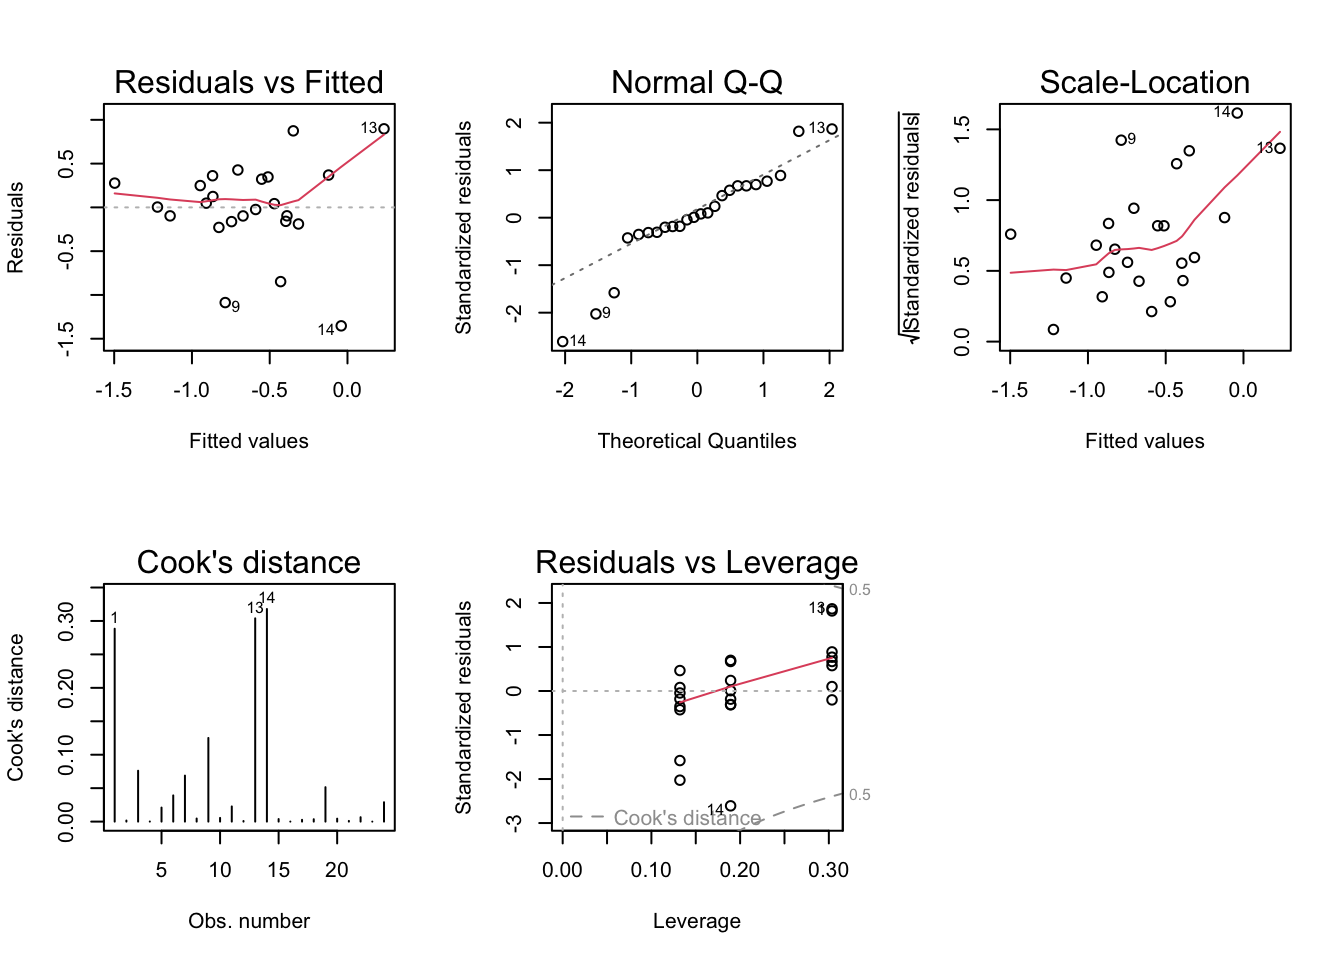 Residuals vs Fitted
Residuals
0.5
-0.5
-1.5
13
9
14
-1.5 -1.0 -0.5 0.0
Fitted values
Normal Q-Q
Standardized residuals
2
1
0
-1
-2
13
9
14
-2 -1 0 1 2
Theoretical Quantiles
Scale-Location
√|Standardized residuals|
1.5
1.0
0.5
0.0
14
9
13
-1.5 -1.0 -0.5 0.0
Fitted values
Cook's distance
Cook's distance
0.30
0.20
0.10
0.00
1
13
14
5 10 15 20
Obs. number
Residuals vs Leverage
Standardized residuals
2
1
0
-1
-2
-3
0.5
13
1
14
0.5
Cook's distance
0.00 0.10 0.20 0.30
Leverage